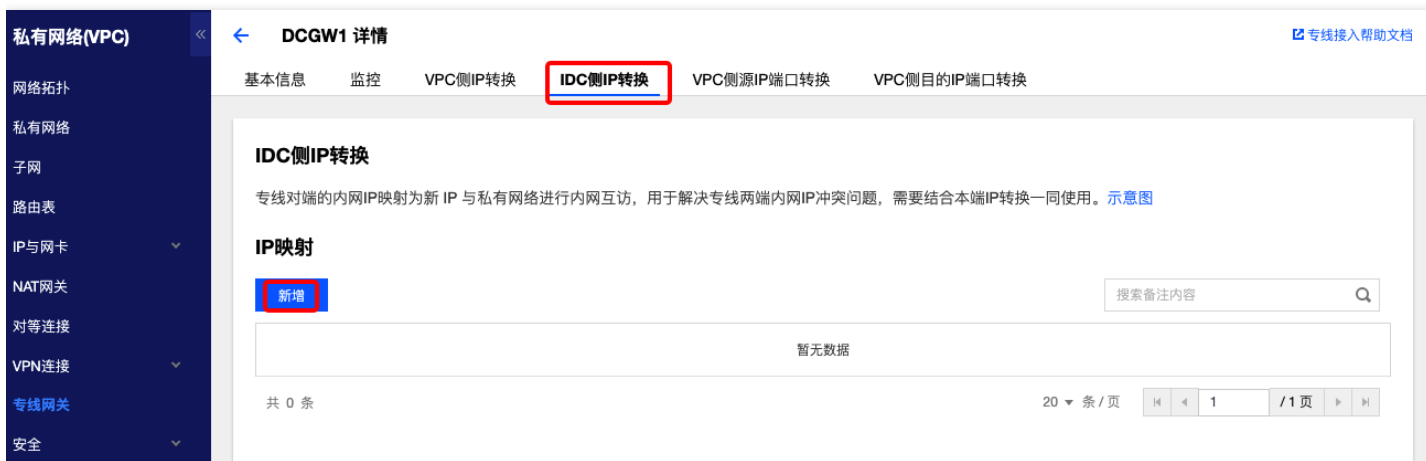 私有网络(VPC)
DCGW1 详情
专线接入帮助文档
基本信息
监控
VPC侧IP转换
IDC侧IP转换
VPC侧源IP端口转换
VPC侧目的IP端口转换
网络拓扑
私有网络
子网
路由表
IP与网卡
NAT网关
对等连接
VPN连接
专线网关
安全
IDC侧IP转换
专线对端的内网IP映射为新 IP 与私有网络进行内网互访，用于解决专线两端内网IP冲突问题，需要结合本端IP转换一同使用。示意图
IP映射
新增
搜索备注内容
暂无数据
共 0 条
20 条 / 页
1
/ 1 页